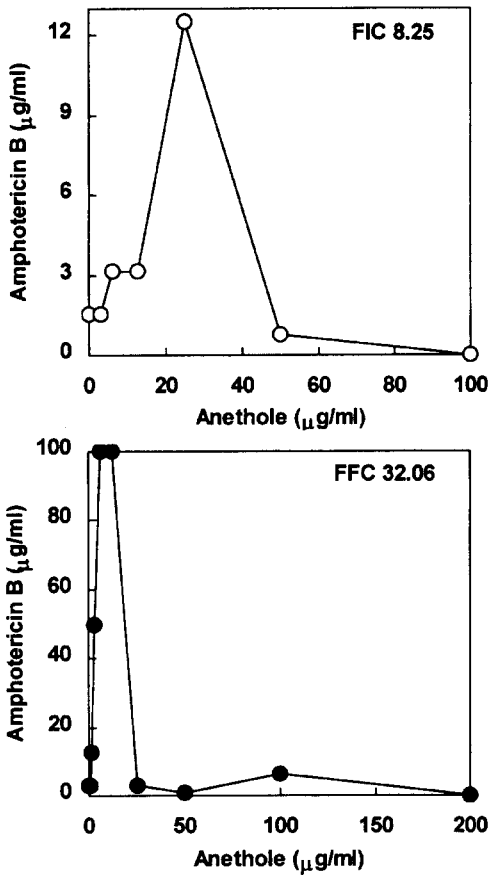 FIC 8.25
12
9
6
3
0
Amphotericin B (μg/ml)
0 20 40 60 80 100
Anethole (μg/ml)
FFC 32.06
100
80
60
40
20
0
Amphotericin B (μg/ml)
0 50 100 150 200
Anethole (μg/ml)